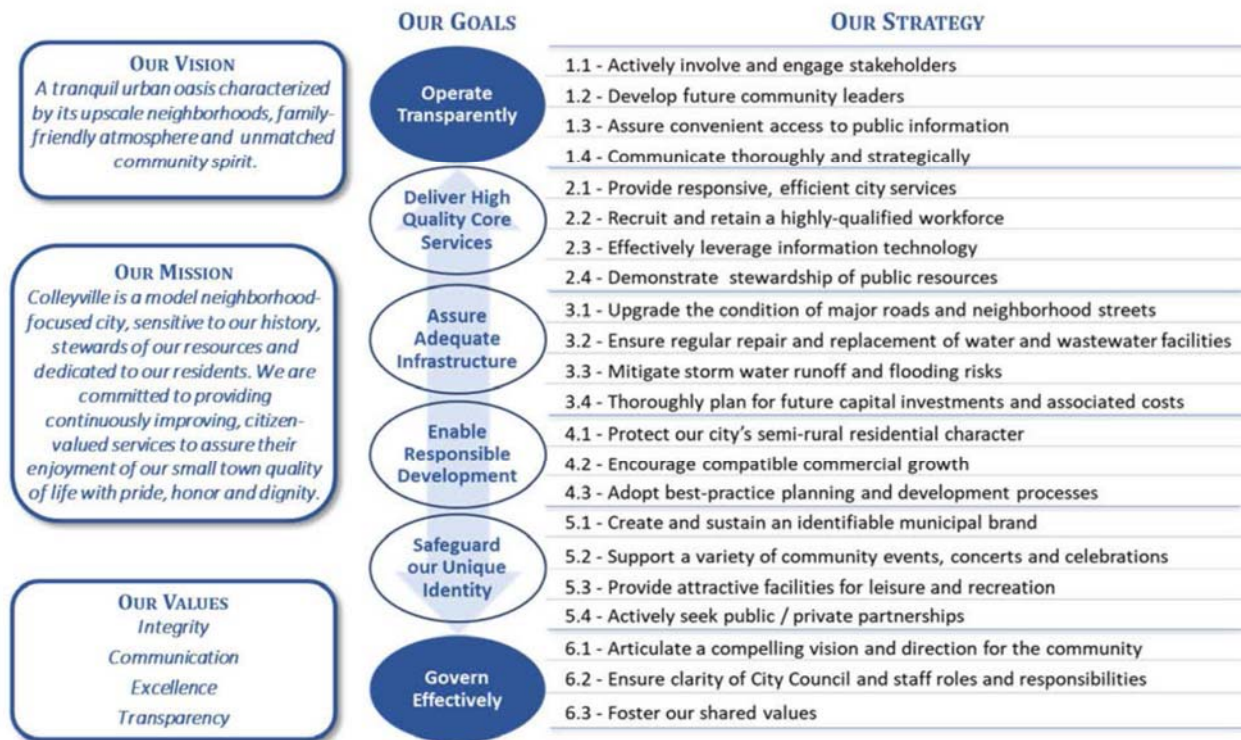 OUR VISION
A tranquil urban oasis characterized
by its upscale neighborhoods, family-
friendly atmosphere and unmatched
community spirit.
OUR MISSION
Colleyville is a model neighborhood-
focused city, sensitive to our history,
stewards of our resources and
dedicated to our residents. We are
committed to providing
continuously improving, citizen-
valued services to assure their
enjoyment of our small town quality
of life with pride, honor and dignity.
OUR VALUES
Integrity
Communication
Excellence
Transparency
OUR GOALS
Operate
Transparently
Deliver High
Quality Core
Services
Assure
Adequate
Infrastructure
Enable
Responsible
Development
Safeguard
our Unique
Identity
Govern
Effectively
OUR STRATEGY
1.1 - Actively involve and engage stakeholders
1.2 - Develop future community leaders
1.3 - Assure convenient access to public information
1.4 - Communicate thoroughly and strategically
2.1 - Provide responsive, efficient city services
2.2 - Recruit and retain a highly-qualified workforce
2.3 - Effectively leverage information technology
2.4 - Demonstrate stewardship of public resources
3.1 - Upgrade the condition of major roads and neighborhood streets
3.2 - Ensure regular repair and replacement of water and wastewater facilities
3.3 - Mitigate storm water runoff and flooding risks
3.4 - Thoroughly plan for future capital investments and associated costs
4.1 - Protect our city's semi-rural residential character
4.2 - Encourage compatible commercial growth
4.3 - Adopt best-practice planning and development processes
5.1 - Create and sustain an identifiable municipal brand
5.2 - Support a variety of community events, concerts and celebrations
5.3 - Provide attractive facilities for leisure and recreation
5.4 - Actively seek public / private partnerships
6.1 - Articulate a compelling vision and direction for the community
6.2 - Ensure clarity of City Council and staff roles and responsibilities
6.3 - Foster our shared values